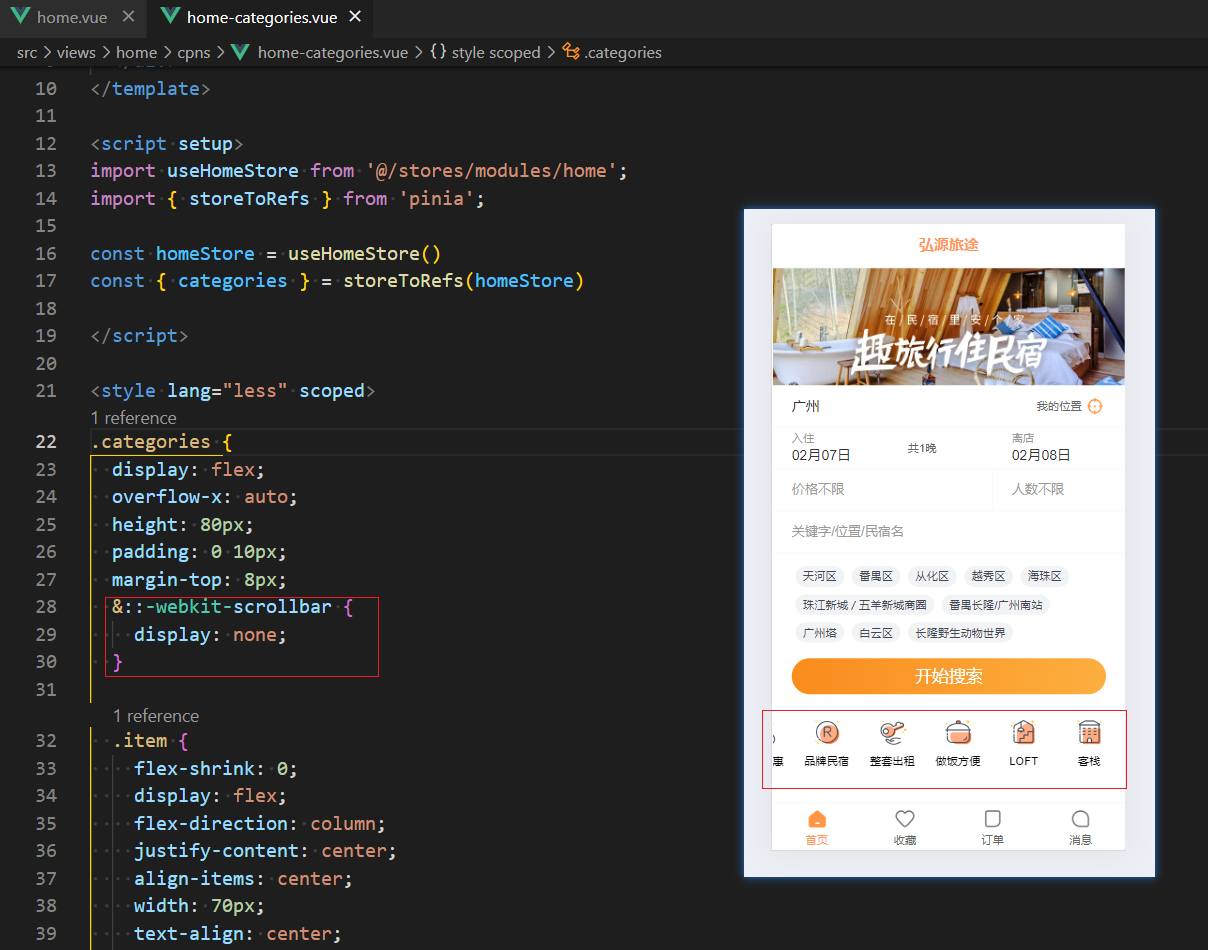 home.vue
home-categories.vue
src > views > home > cpns > home-categories.vue > {} style scoped > .categories
10 </template>
11
12 <script setup>
13 import useHomeStore from '@/stores/modules/home';
14 import { storeToRefs } from 'pinia';
15
16 const homeStore = useHomeStore()
17 const { categories } = storeToRefs(homeStore)
18
19 </script>
20
21 <style lang="less" scoped>
1 reference
22 .categories {
23 display: flex;
24 overflow-x: auto;
25 height: 80px;
26 padding: 0 10px;
27 margin-top: 8px;
28 &::-webkit-scrollbar {
29 display: none;
30 }
31
1 reference
32 .item {
33 flex-shrink: 0;
34 display: flex;
35 flex-direction: column;
36 justify-content: center;
37 align-items: center;
38 width: 70px;
39 text-align: center;
弘源旅途
在/民/宿/里/安/个/家
趣旅行住民宿
广州 我的位置
入住 离店
02月07日 共1晚 02月08日
价格不限 人数不限
关键字/位置/民宿名
天河区 番禺区 从化区 越秀区 海珠区
珠江新城 / 五羊新城商圈 番禺长隆/广州南站
广州塔 白云区 长隆野生动物世界
开始搜索
R
惠 品牌民宿 整套出租 做饭方便 LOFT 客栈
首页 收藏 订单 消息